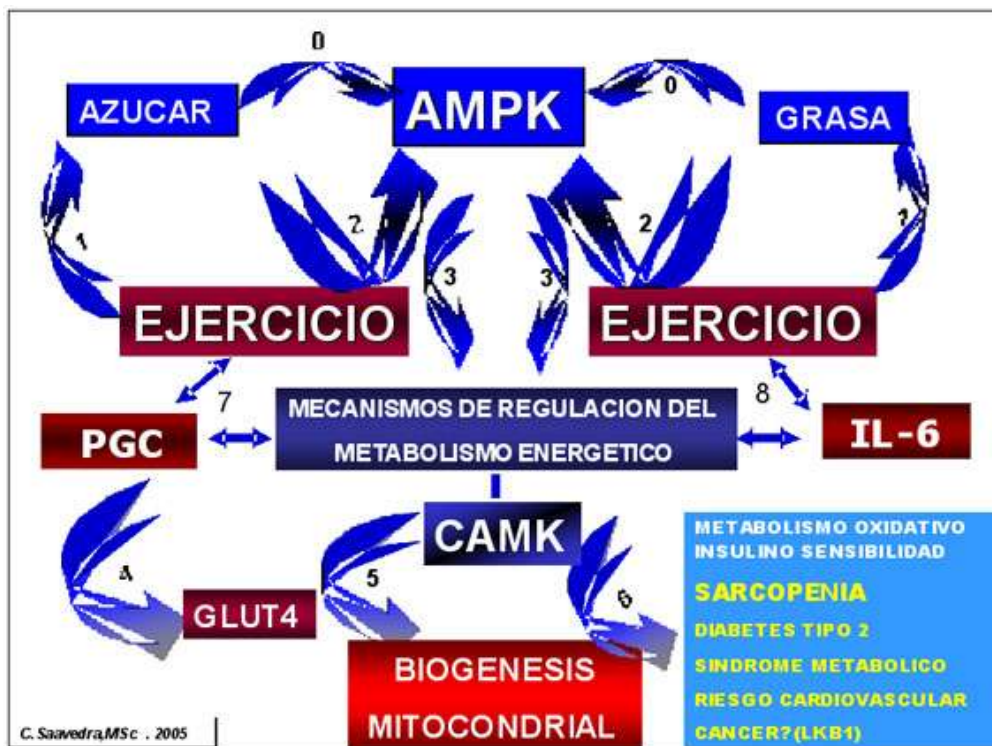 0
0
AZUCAR
AMPK
GRASA
1
2
3
3
2
1
EJERCICIO
EJERCICIO
7
8
PGC
MECANISMOS DE REGULACION DEL
METABOLISMO ENERGETICO
IL-6
CAMK
4
GLUT4
5
6
BIOGENESIS
MITOCONDRIAL
METABOLISMO OXIDATIVO
INSULINO SENSIBILIDAD
SARCOPENIA
DIABETES TIPO 2
SINDROME METABOLICO
RIESGO CARDIOVASCULAR
CANCER?(LKB1)
C. Saavedra,MSc . 2005